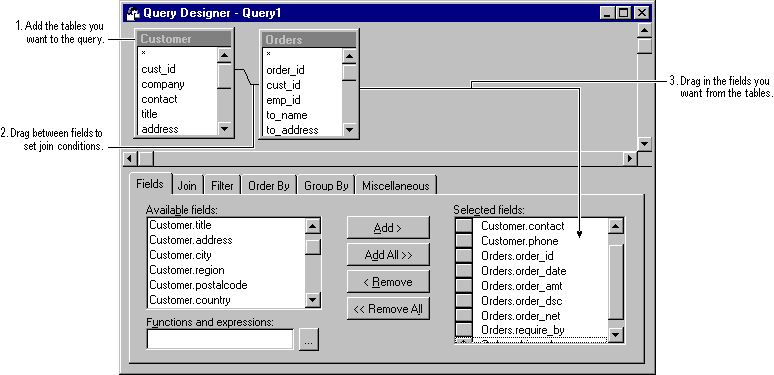 Query Designer - Query1
1. Add the tables you
want to the query.
Customer
*
cust_id
company
contact
title
address
Orders
*
order_id
cust_id
emp_id
to_name
to_address
2. Drag between fields to
set join conditions.
3. Drag in the fields you
want from the tables.
Fields
Join
Filter
Order By
Group By
Miscellaneous
Available fields:
Customer.title
Customer.address
Customer.city
Customer.region
Customer.postalcode
Customer.country
Functions and expressions:
...
Add >
Add All >>
< Remove
<< Remove All
Selected fields:
Customer.contact
Customer.phone
Orders.order_id
Orders.order_date
Orders.order_amt
Orders.order_dsc
Orders.order_net
Orders.require_by